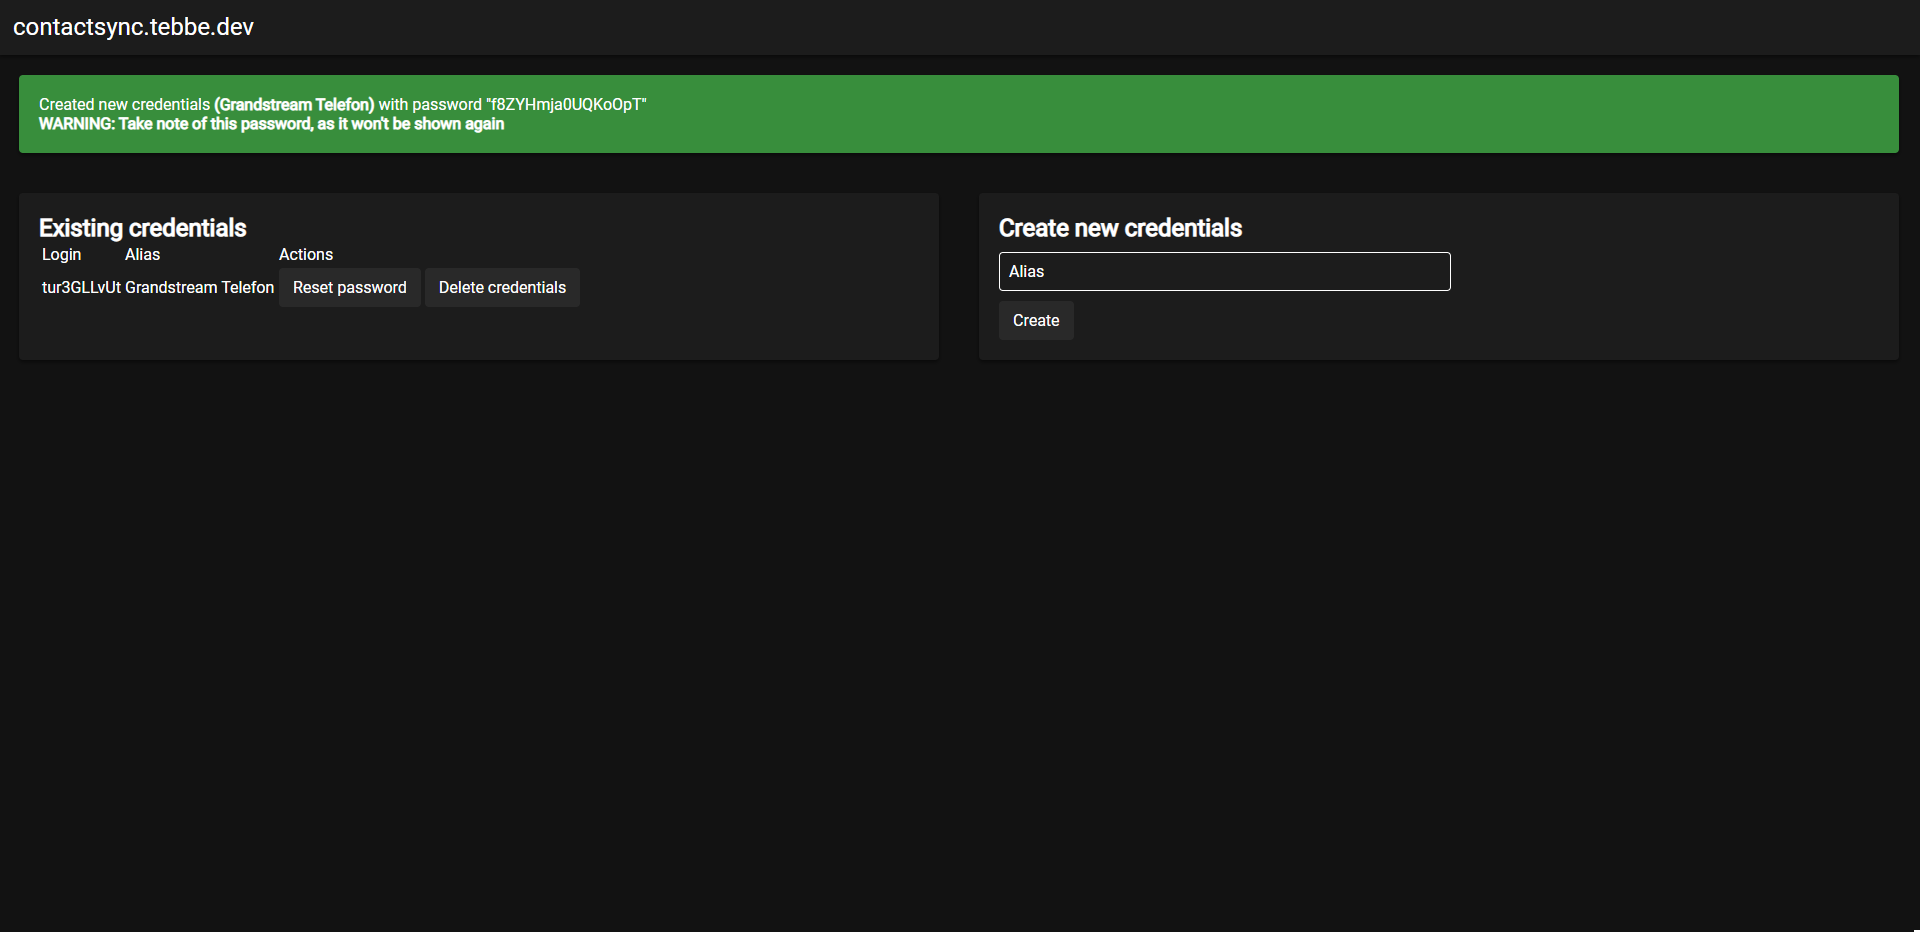 contactsync.tebbe.dev
Created new credentials (Grandstream Telefon) with password "f8ZYHmja0UQKoOpT"
WARNING: Take note of this password, as it won't be shown again
Existing credentials
Login Alias Actions
tur3GLLvUt Grandstream Telefon Reset password Delete credentials
Create new credentials
Alias
Create